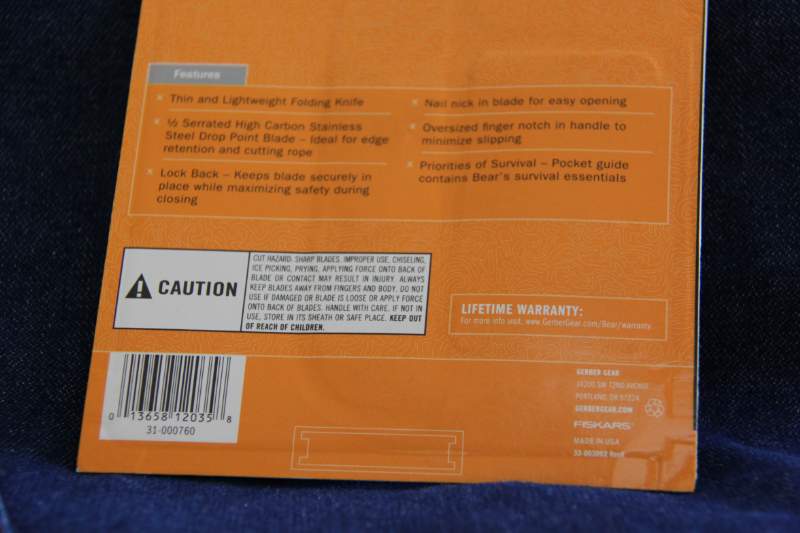 Features
Thin and Lightweight Folding Knife
½ Serrated High Carbon Stainless
Steel Drop Point Blade – Ideal for edge
retention and cutting rope
Lock Back – Keeps blade securely in
place while maximizing safety during
closing
Nail nick in blade for easy opening
Oversized finger notch in handle to
minimize slipping
Priorities of Survival – Pocket guide
contains Bear's survival essentials
CAUTION
CUT HAZARD: SHARP BLADES. IMPROPER USE, CHISELING,
ICE PICKING, PRYING, APPLYING FORCE ONTO BACK OF
BLADE OR CONTACT MAY RESULT IN INJURY. ALWAYS
KEEP BLADES AWAY FROM FINGERS AND BODY. DO NOT
USE IF DAMAGED OR BLADE IS LOOSE OR APPLY FORCE
ONTO BACK OF BLADES. HANDLE WITH CARE. IF NOT IN
USE, STORE IN ITS SHEATH OR SAFE PLACE. KEEP OUT
OF REACH OF CHILDREN.
LIFETIME WARRANTY:
For more info visit: www.GerberGear.com/Bear/warranty
0 13658 12035 8
31-000760
GERBER GEAR
14200 SW 72ND AVENUE
PORTLAND, OR 97224
GERBERGEAR.COM
FISKARS
MADE IN USA
33-003002 RevF